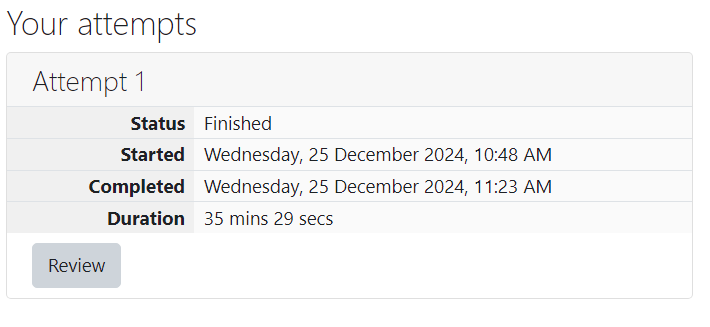 Your attempts
Attempt 1
Status Finished
Started Wednesday, 25 December 2024, 10:48 AM
Completed Wednesday, 25 December 2024, 11:23 AM
Duration 35 mins 29 secs
Review